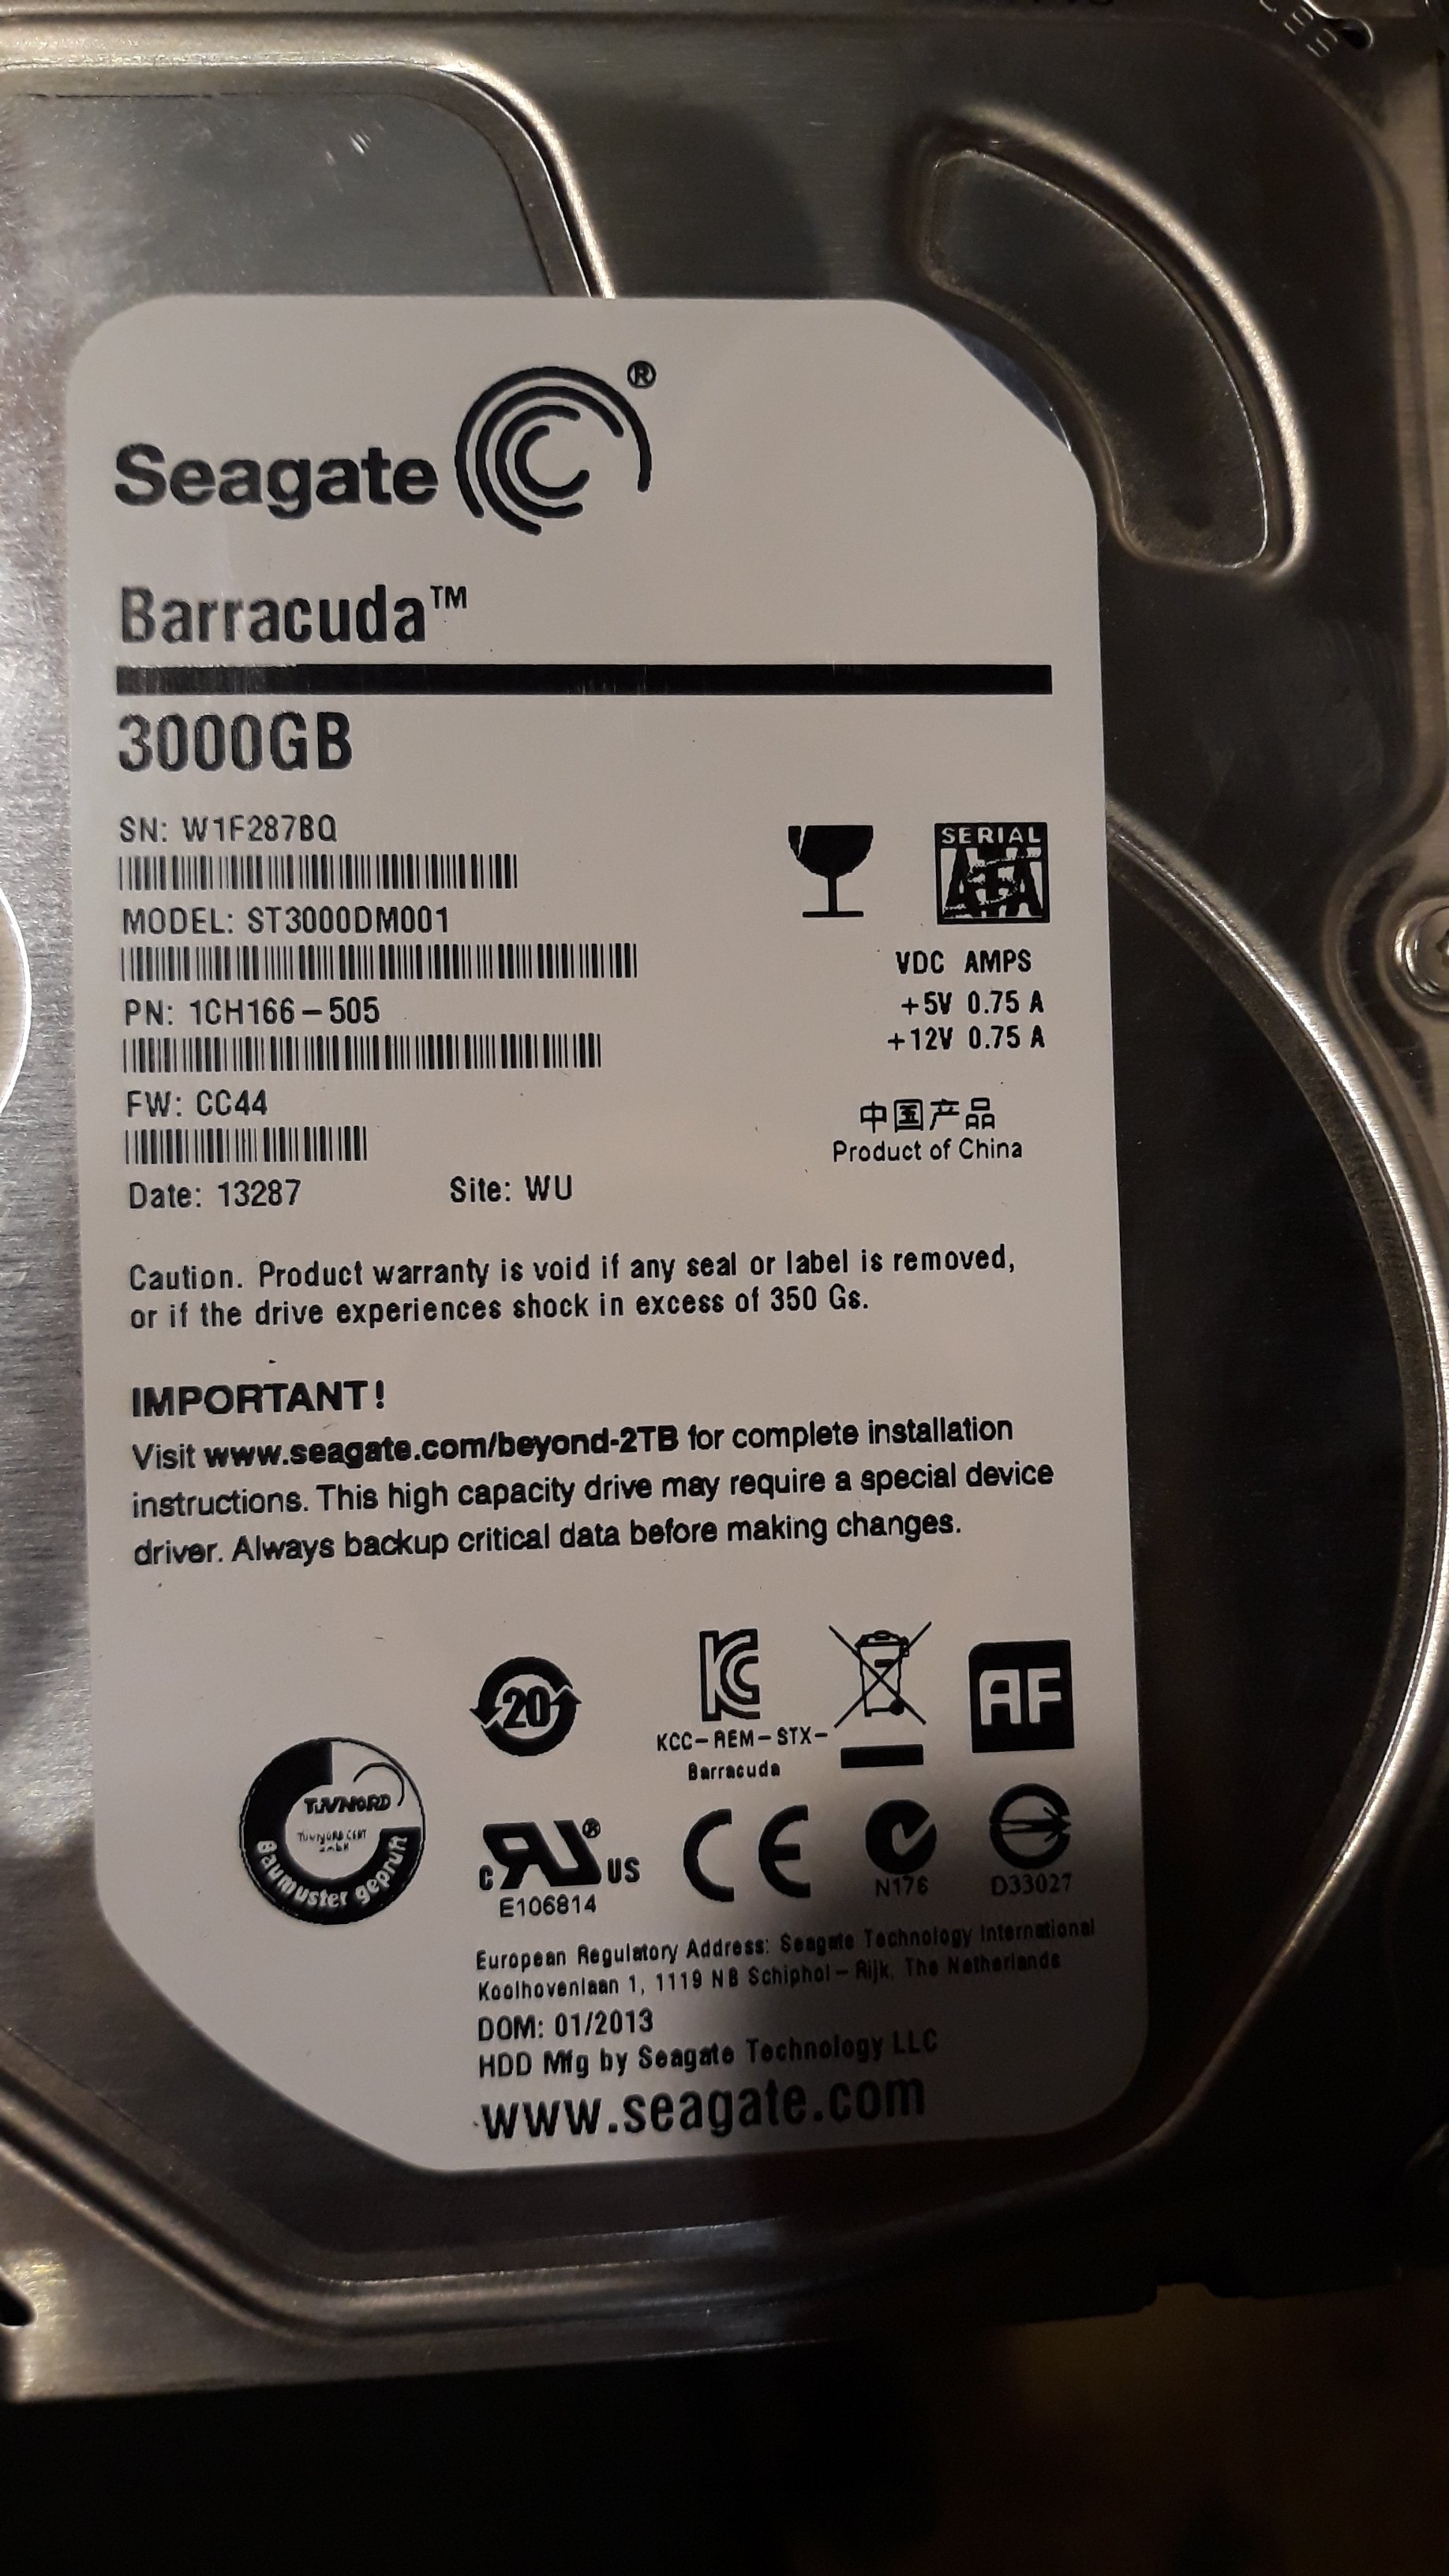 Seagate ®
Barracuda™
3000GB
SN: W1F287BQ
MODEL: ST3000DM001
PN: 1CH166-505
FW: CC44
Date: 13287 Site: WU
SERIAL
ATA
VDC AMPS
+5V 0.75 A
+12V 0.75 A
中国产品
Product of China
Caution. Product warranty is void if any seal or label is removed,
or if the drive experiences shock in excess of 350 Gs.
IMPORTANT!
Visit www.seagate.com/beyond-2TB for complete installation
instructions. This high capacity drive may require a special device
driver. Always backup critical data before making changes.
20
KC
KCC-REM-STX-
Barracuda
AF
TÜVNORD
TÜV NORD CERT
GmbH
Baumuster geprüft
c RU ® US
E106814
CE
N176
D33027
European Regulatory Address: Seagate Technology International
Koolhovenlaan 1, 1119 NB Schiphol-Rijk, The Netherlands
DOM: 01/2013
HDD Mfg by Seagate Technology LLC
www.seagate.com